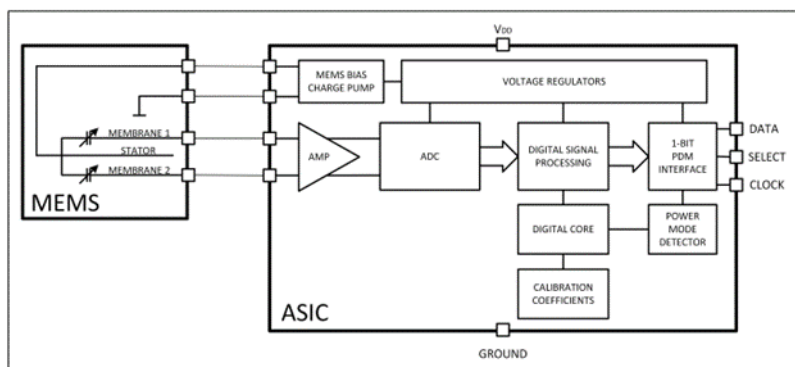 VDD
MEMS BIAS
CHARGE PUMP
VOLTAGE REGULATORS
MEMBRANE 1
STATOR
MEMBRANE 2
MEMS
AMP
ADC
DIGITAL SIGNAL
PROCESSING
1-BIT
PDM
INTERFACE
DATA
SELECT
CLOCK
DIGITAL CORE
POWER
MODE
DETECTOR
CALIBRATION
COEFFICIENTS
ASIC
GROUND